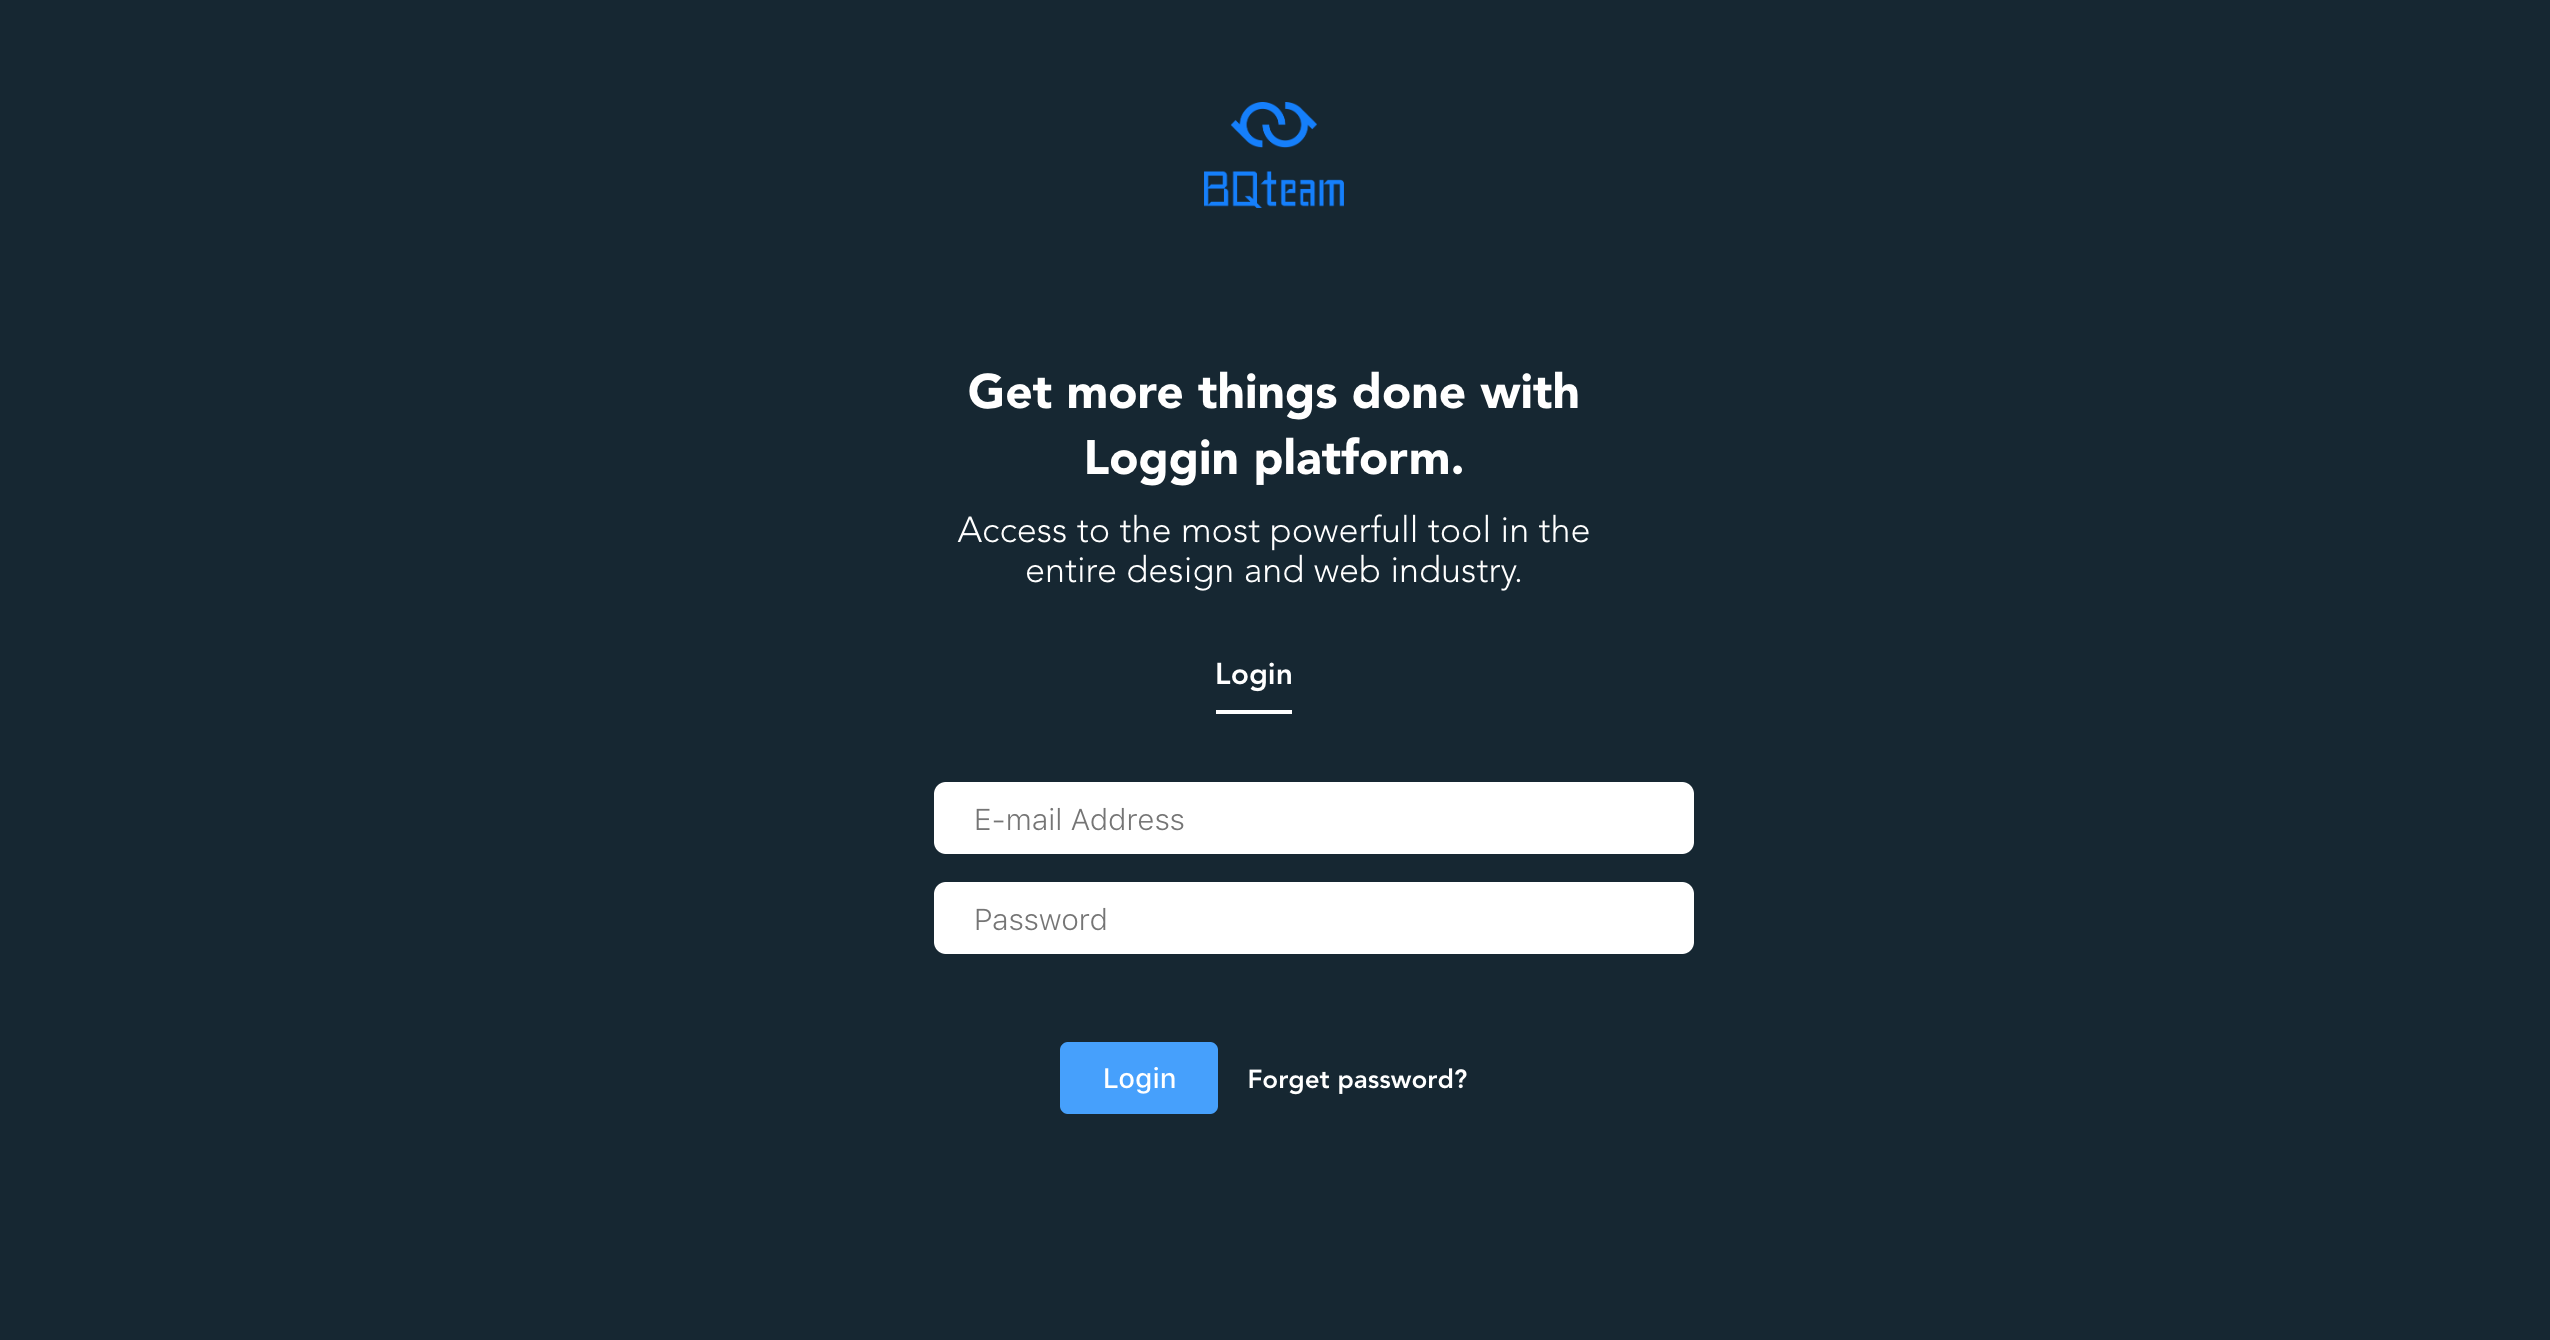 BQteam
Get more things done with
Loggin platform.
Access to the most powerfull tool in the
entire design and web industry.
Login
E-mail Address
Password
Login
Forget password?